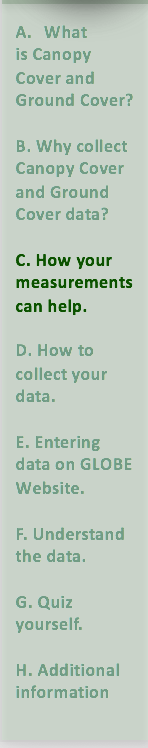 A.  What
is Canopy
Cover and
Ground Cover?
B. Why collect
Canopy Cover
and Ground
Cover data?
C. How your
measurements
can help.
D. How to
collect your
data.
E. Entering
data on GLOBE
Website.
F. Understand
the data.
G. Quiz
yourself.
H. Additional
information